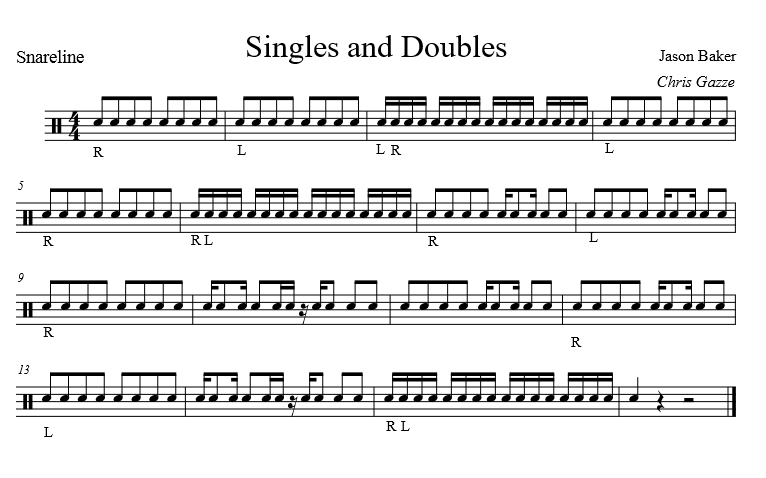 Singles and Doubles
Snareline
Jason Baker
Chris Gazze
4
4
R L L R L
5
R R L R L
9
R R
13
L R L